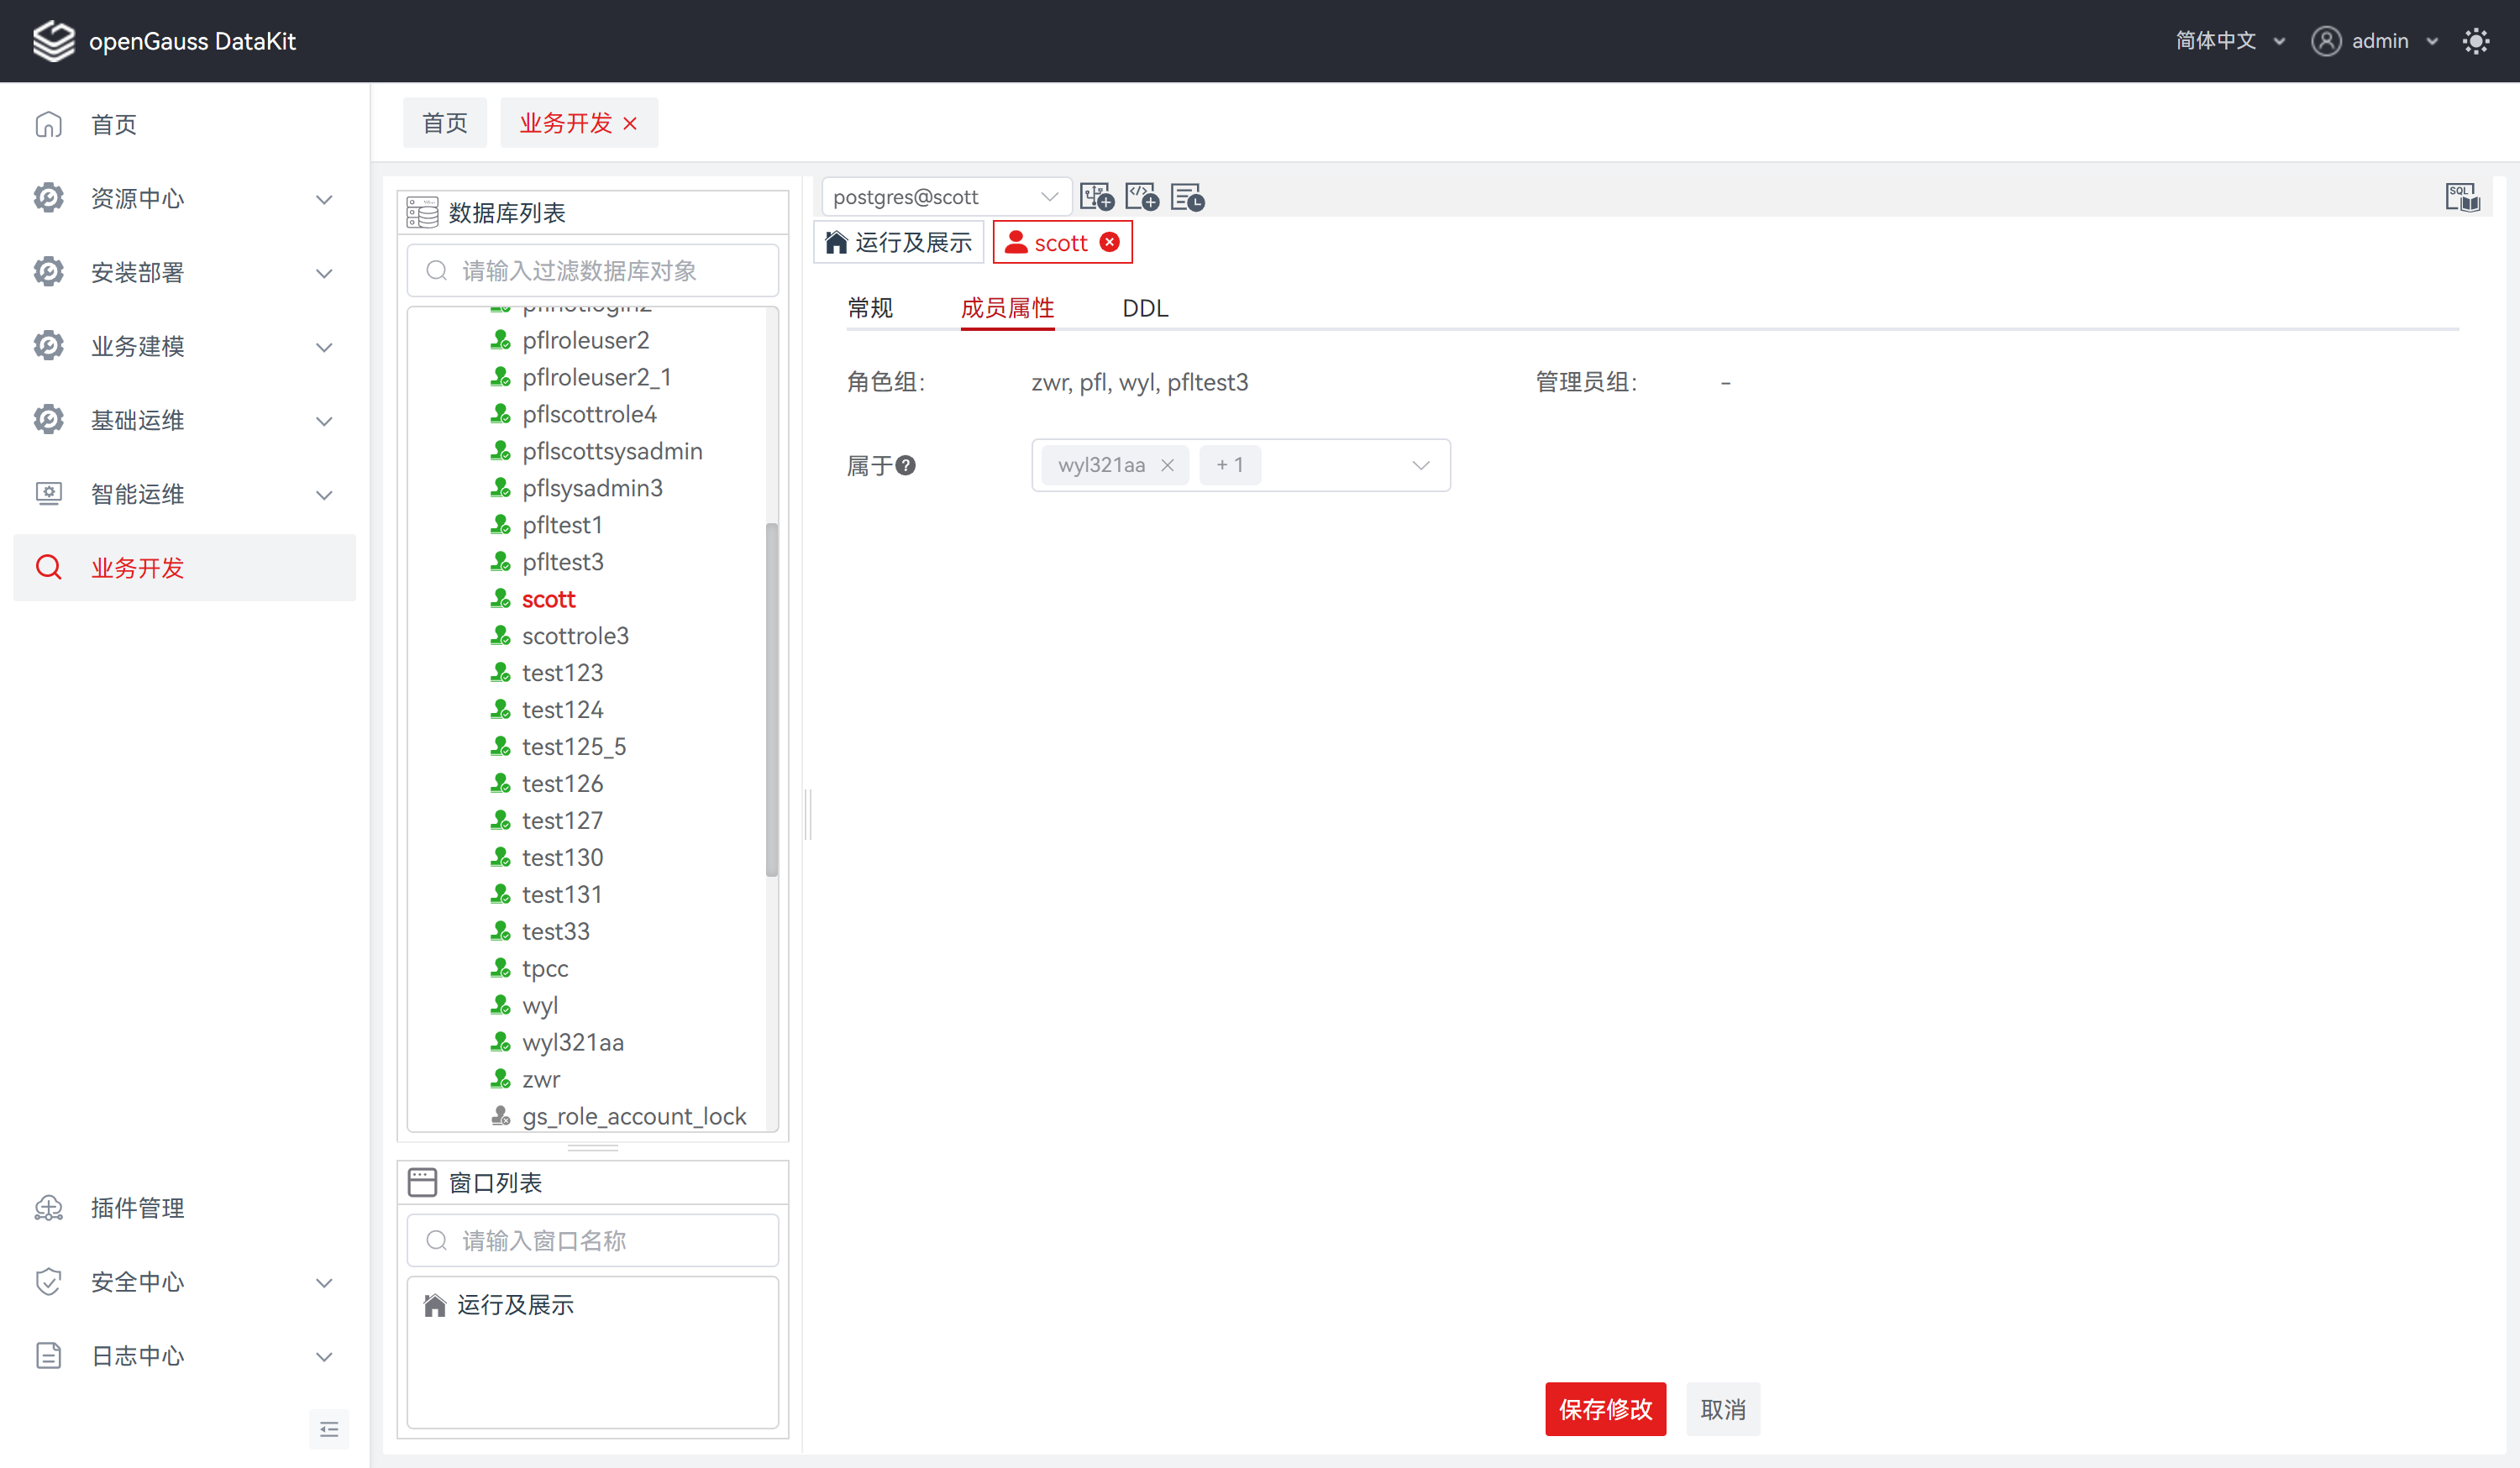 openGauss DataKit
简体中文
admin
首页
资源中心
安装部署
业务建模
基础运维
智能运维
业务开发
插件管理
安全中心
日志中心
首页
业务开发
数据库列表
请输入过滤数据库对象
pflnotlogin2
pflroleuser2
pflroleuser2_1
pflscottrole4
pflscottsysadmin
pflsysadmin3
pfltest1
pfltest3
scott
scottrole3
test123
test124
test125_5
test126
test127
test130
test131
test33
tpcc
wyl
wyl321aa
zwr
gs_role_account_lock
窗口列表
请输入窗口名称
运行及展示
postgres@scott
SQL
运行及展示
scott
常规
成员属性
DDL
角色组:
zwr, pfl, wyl, pfltest3
管理员组:
-
属于
wyl321aa
+ 1
保存修改
取消